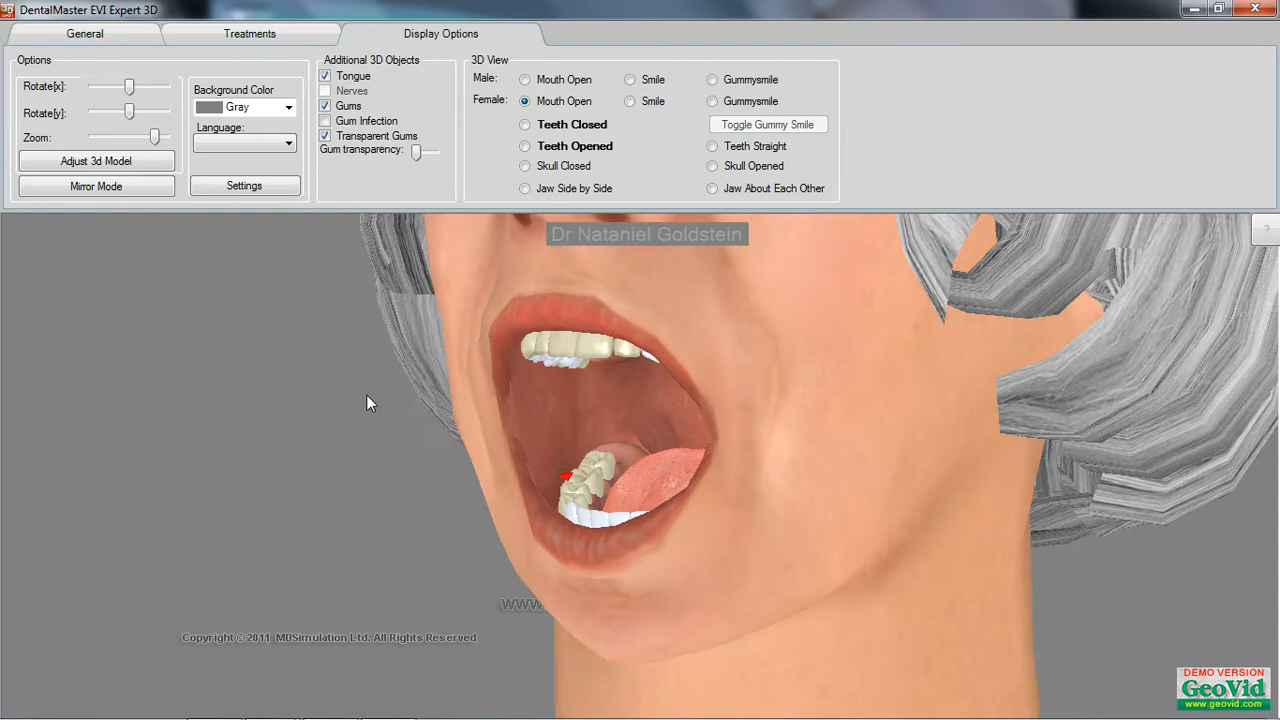 DentalMaster EVI Expert 3D
General
Treatments
Display Options
Options
Rotate[x]:
Rotate[y]:
Zoom:
Adjust 3d Model
Mirror Mode
Background Color
Gray
Language:
Settings
Additional 3D Objects
Tongue
Nerves
Gums
Gum Infection
Transparent Gums
Gum transparency:
3D View
Male:
Mouth Open
Smile
Gummysmile
Female:
Mouth Open
Smile
Gummysmile
Teeth Closed
Toggle Gummy Smile
Teeth Opened
Teeth Straight
Skull Closed
Skull Opened
Jaw Side by Side
Jaw About Each Other
?
Dr Nataniel Goldstein
www
Copyright © 2011 MDSimulation Ltd. All Rights Reserved
DEMO VERSION
GeoVid
www.geovid.com